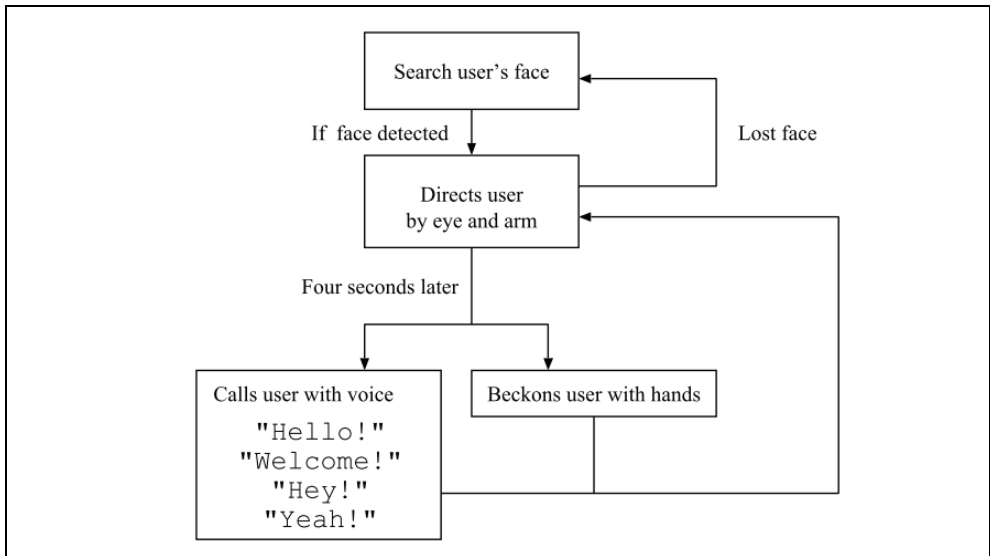 Search user’s face
If face detected
Lost face
Directs user
by eye and arm
Four seconds later
Calls user with voice
"Hello!"
"Welcome!"
"Hey!"
"Yeah!"
Beckons user with hands